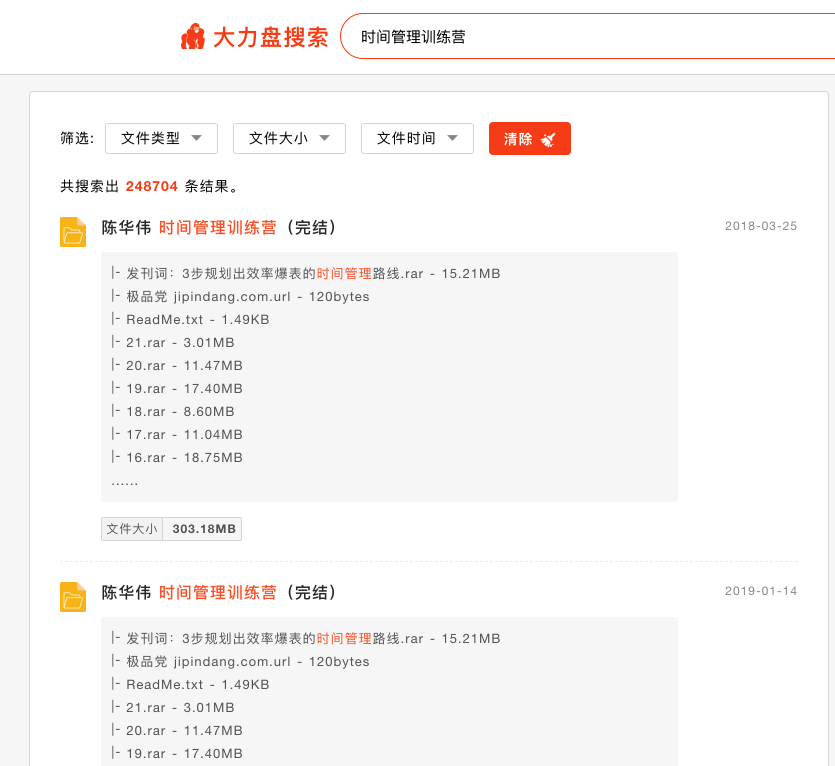 大力盘搜索
时间管理训练营
筛选: 文件类型 文件大小 文件时间 清除
共搜索出 248704 条结果。
陈华伟 时间管理训练营（完结） 2018-03-25
|- 发刊词：3步规划出效率爆表的时间管理路线.rar - 15.21MB
|- 极品党 jipindang.com.url - 120bytes
|- ReadMe.txt - 1.49KB
|- 21.rar - 3.01MB
|- 20.rar - 11.47MB
|- 19.rar - 17.40MB
|- 18.rar - 8.60MB
|- 17.rar - 11.04MB
|- 16.rar - 18.75MB
......
文件大小 303.18MB
陈华伟 时间管理训练营（完结） 2019-01-14
|- 发刊词：3步规划出效率爆表的时间管理路线.rar - 15.21MB
|- 极品党 jipindang.com.url - 120bytes
|- ReadMe.txt - 1.49KB
|- 21.rar - 3.01MB
|- 20.rar - 11.47MB
|- 19.rar - 17.40MB